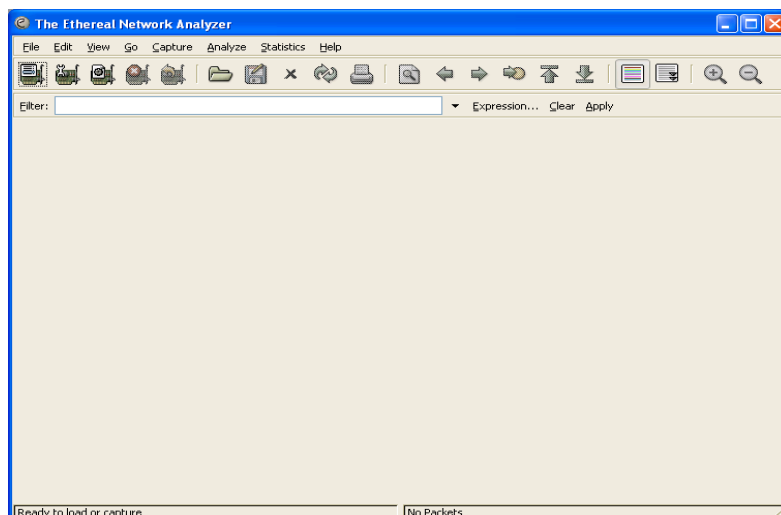 The Ethereal Network Analyzer
File Edit View Go Capture Analyze Statistics Help
Filter: Expression... Clear Apply
Ready to load or capture No Packets